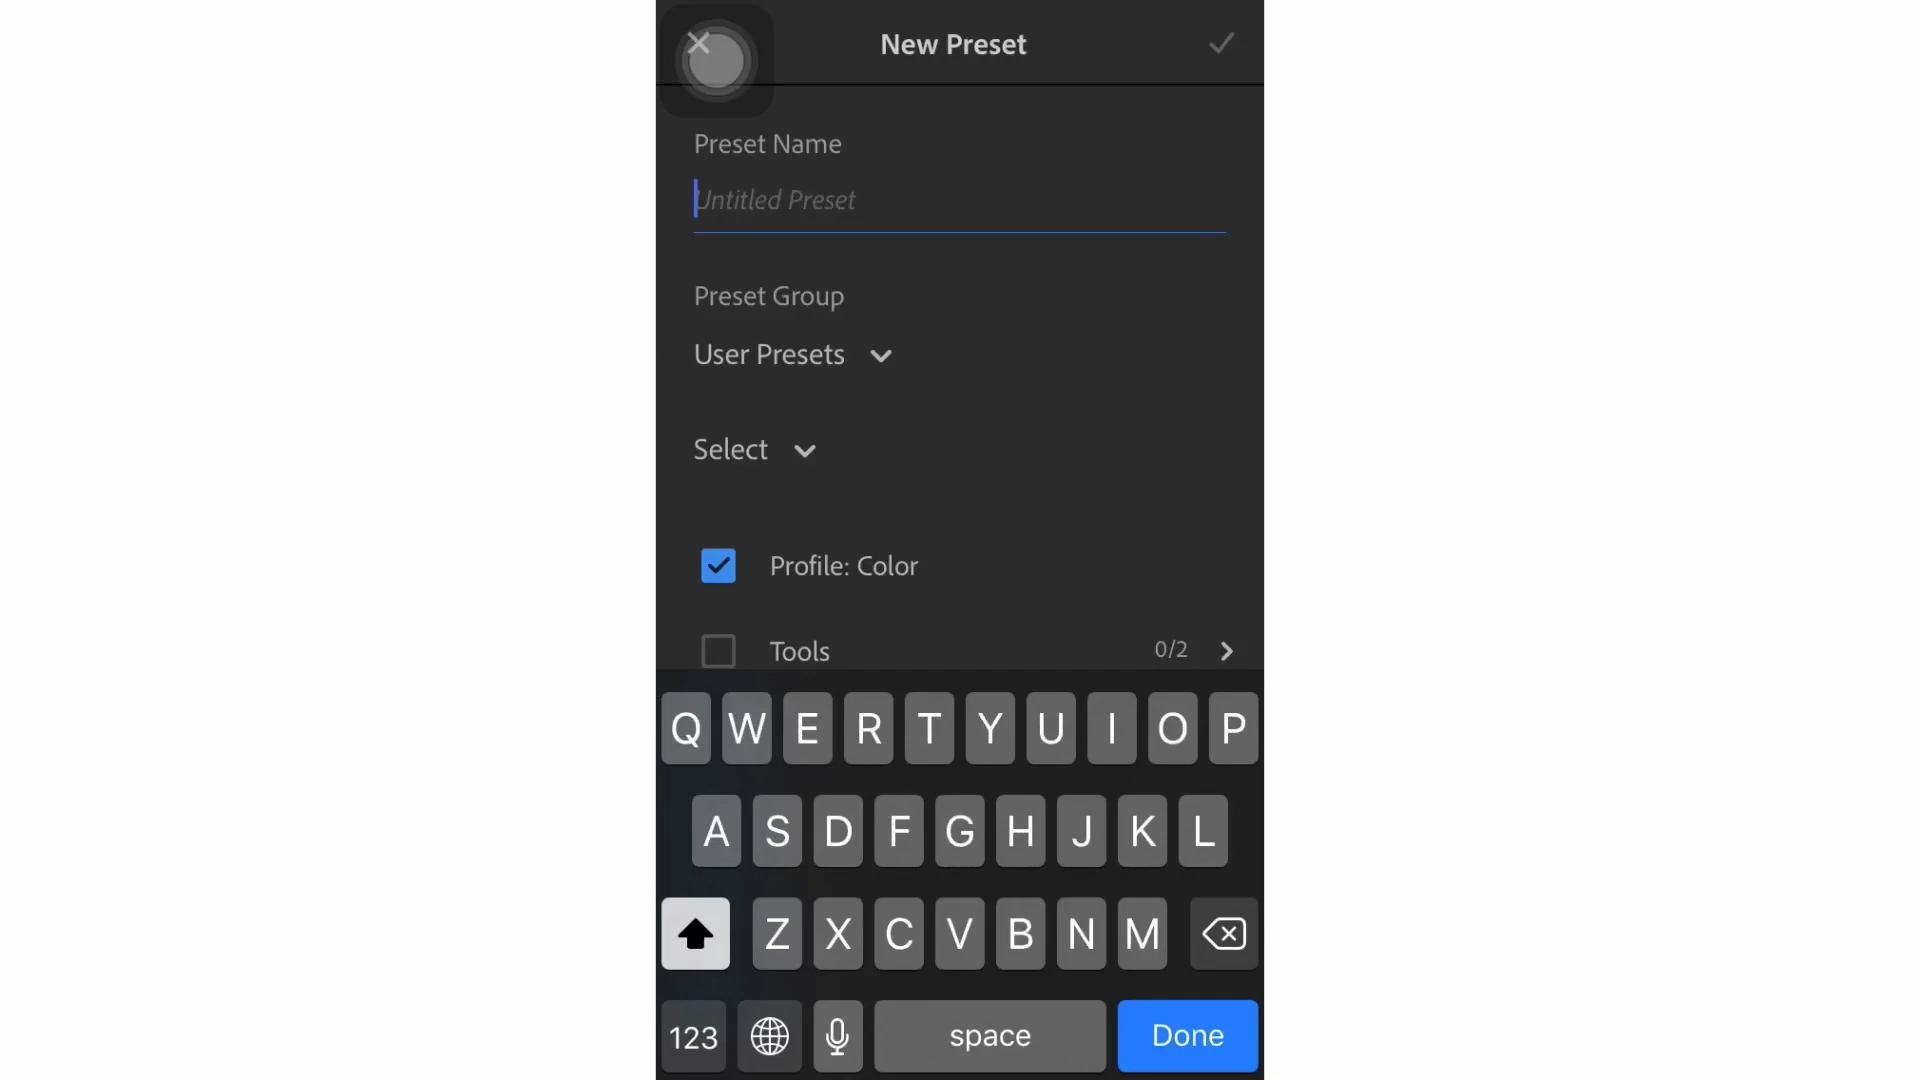 New Preset
Preset Name
Untitled Preset
Preset Group
User Presets
Select
Profile: Color
Tools 0/2
Q W E R T Y U I O P
A S D F G H J K L
Z X C V B N M
123 space Done